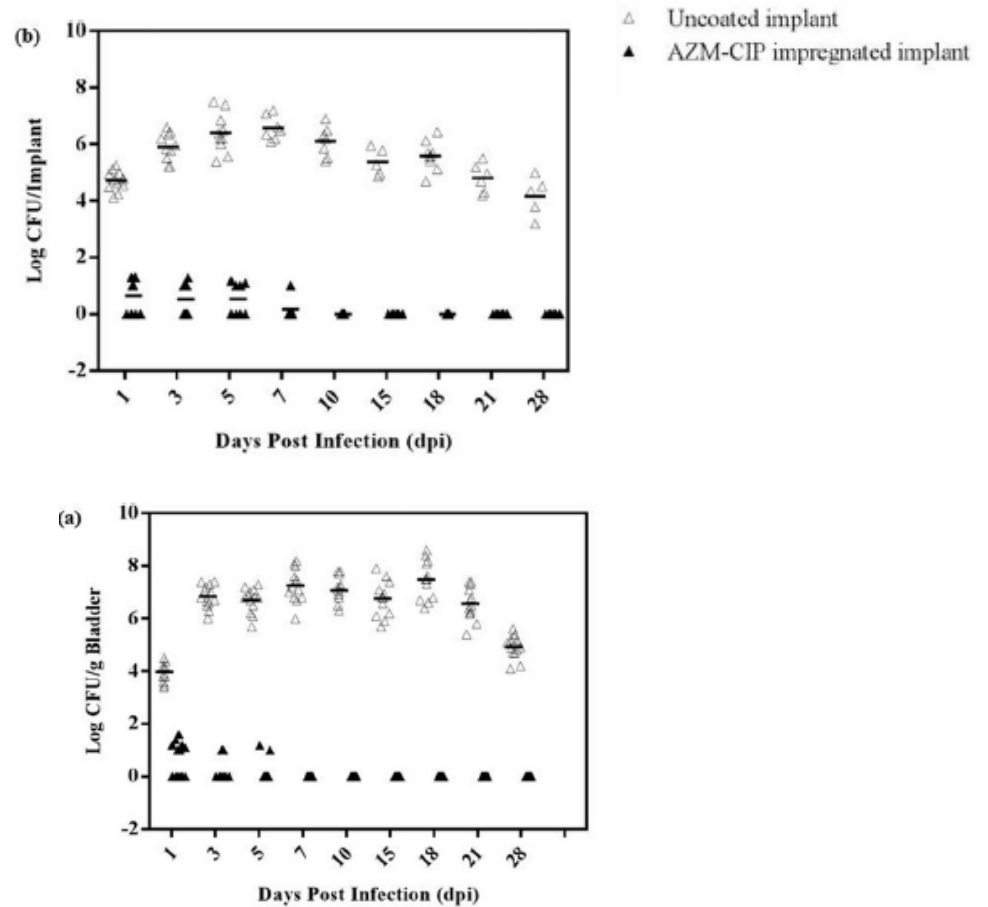 (b)
△ Uncoated implant
▲ AZM-CIP impregnated implant
Log CFU/Implant
10
8
6
4
2
0
-2
1 3 5 7 10 15 18 21 28
Days Post Infection (dpi)
(a)
Log CFU/g Bladder
10
8
6
4
2
0
-2
1 3 5 7 10 15 18 21 28
Days Post Infection (dpi)